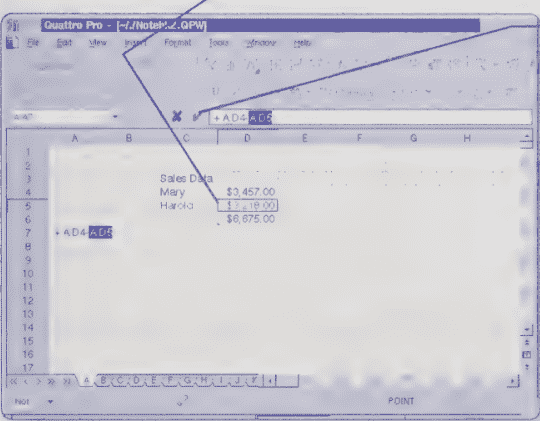 Quattro Pro - [
File Edit View Insert Format Tools Window Help
+A:D4-A:D5
A B C D E F G H
1
2
3 Sales Data
4 Mary $3,457.00
5 Harold
6 $6,675.00
7 +A:D4-A:D5
8
9
10
11
12
13
14
15
16
17
A B C D E F G H I J K
POINT